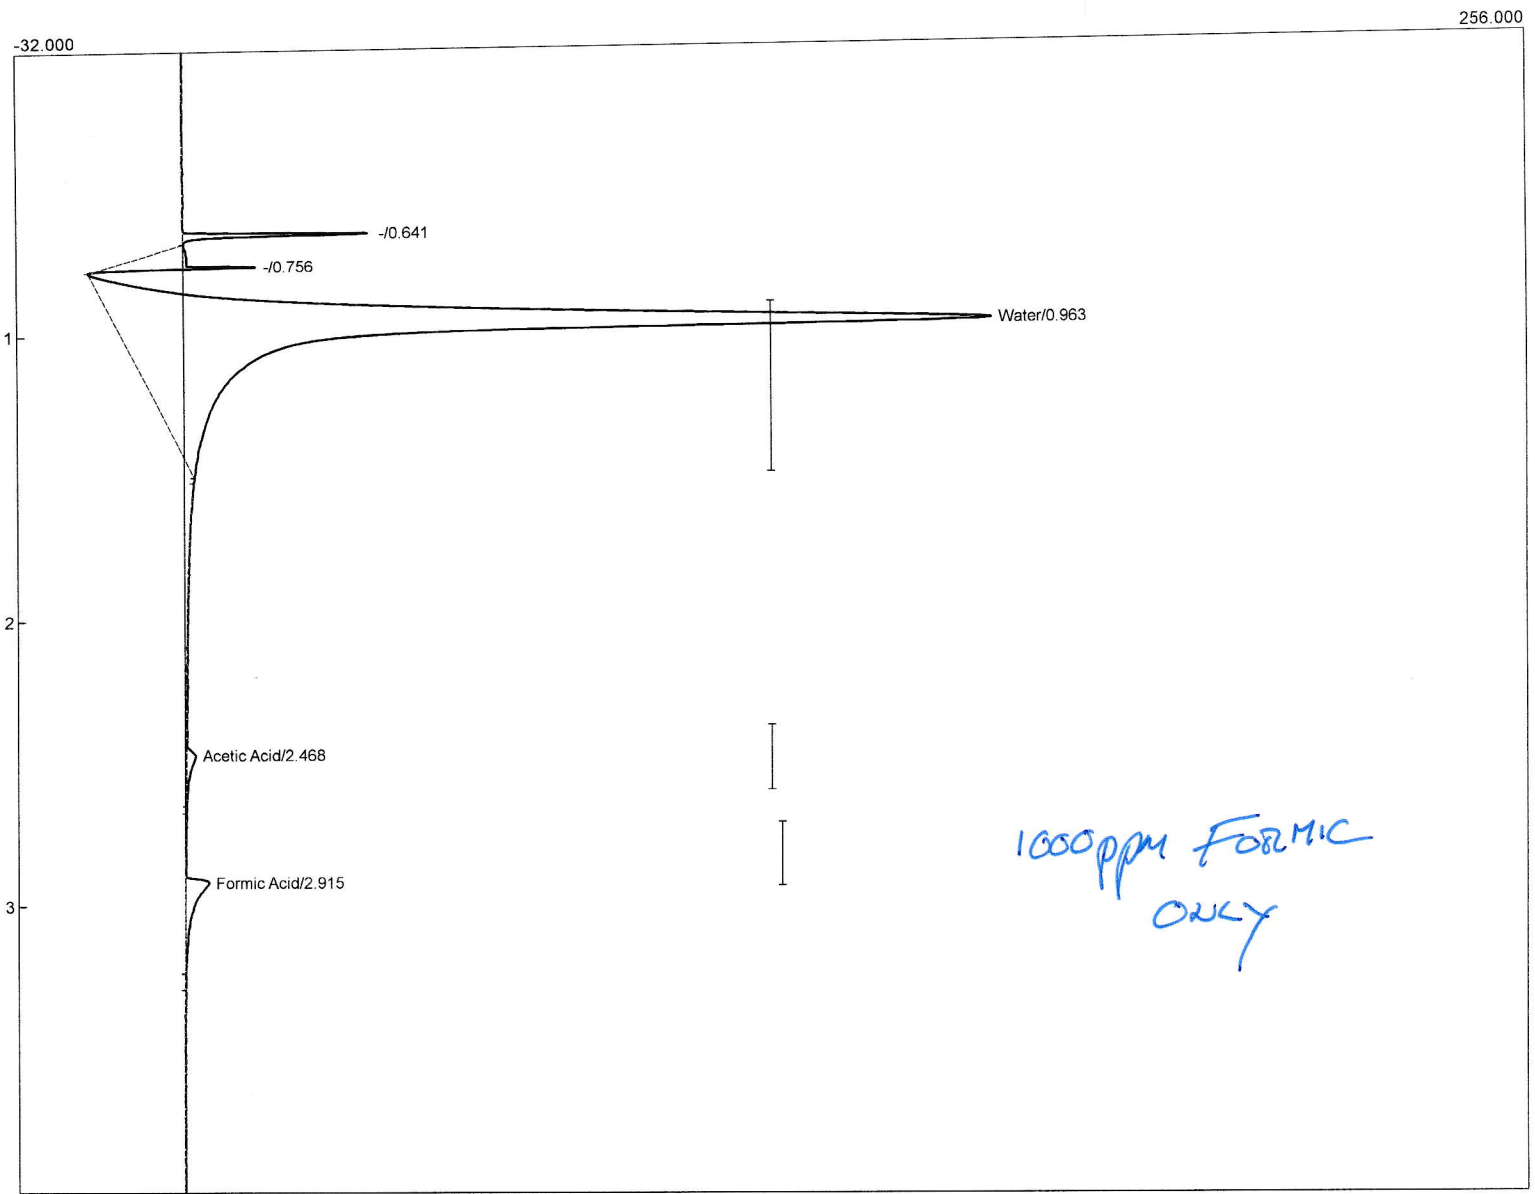 -32.000
256.000
-/0.641
-/0.756
Water/0.963
1
2
Acetic Acid/2.468
1000ppm FORMIC
ONLY
Formic Acid/2.915
3